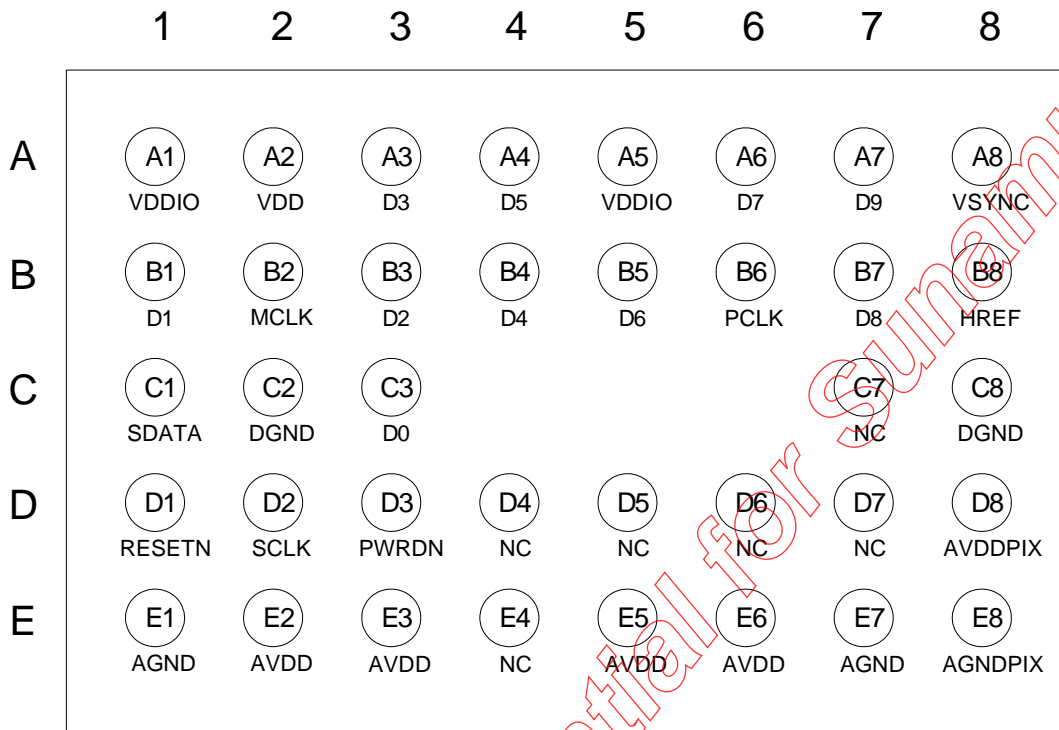 1 2 3 4 5 6 7 8
A A1 A2 A3 A4 A5 A6 A7 A8
VDDIO VDD D3 D5 VDDIO D7 D9 VSYNC
B B1 B2 B3 B4 B5 B6 B7 B8
D1 MCLK D2 D4 D6 PCLK D8 HREF
C C1 C2 C3 C7 C8
SDATA DGND D0 NC DGND
D D1 D2 D3 D4 D5 D6 D7 D8
RESETN SCLK PWRDN NC NC NC NC AVDDPIX
E E1 E2 E3 E4 E5 E6 E7 E8
AGND AVDD AVDD NC AVDD AVDD AGND AGNDPIX
for